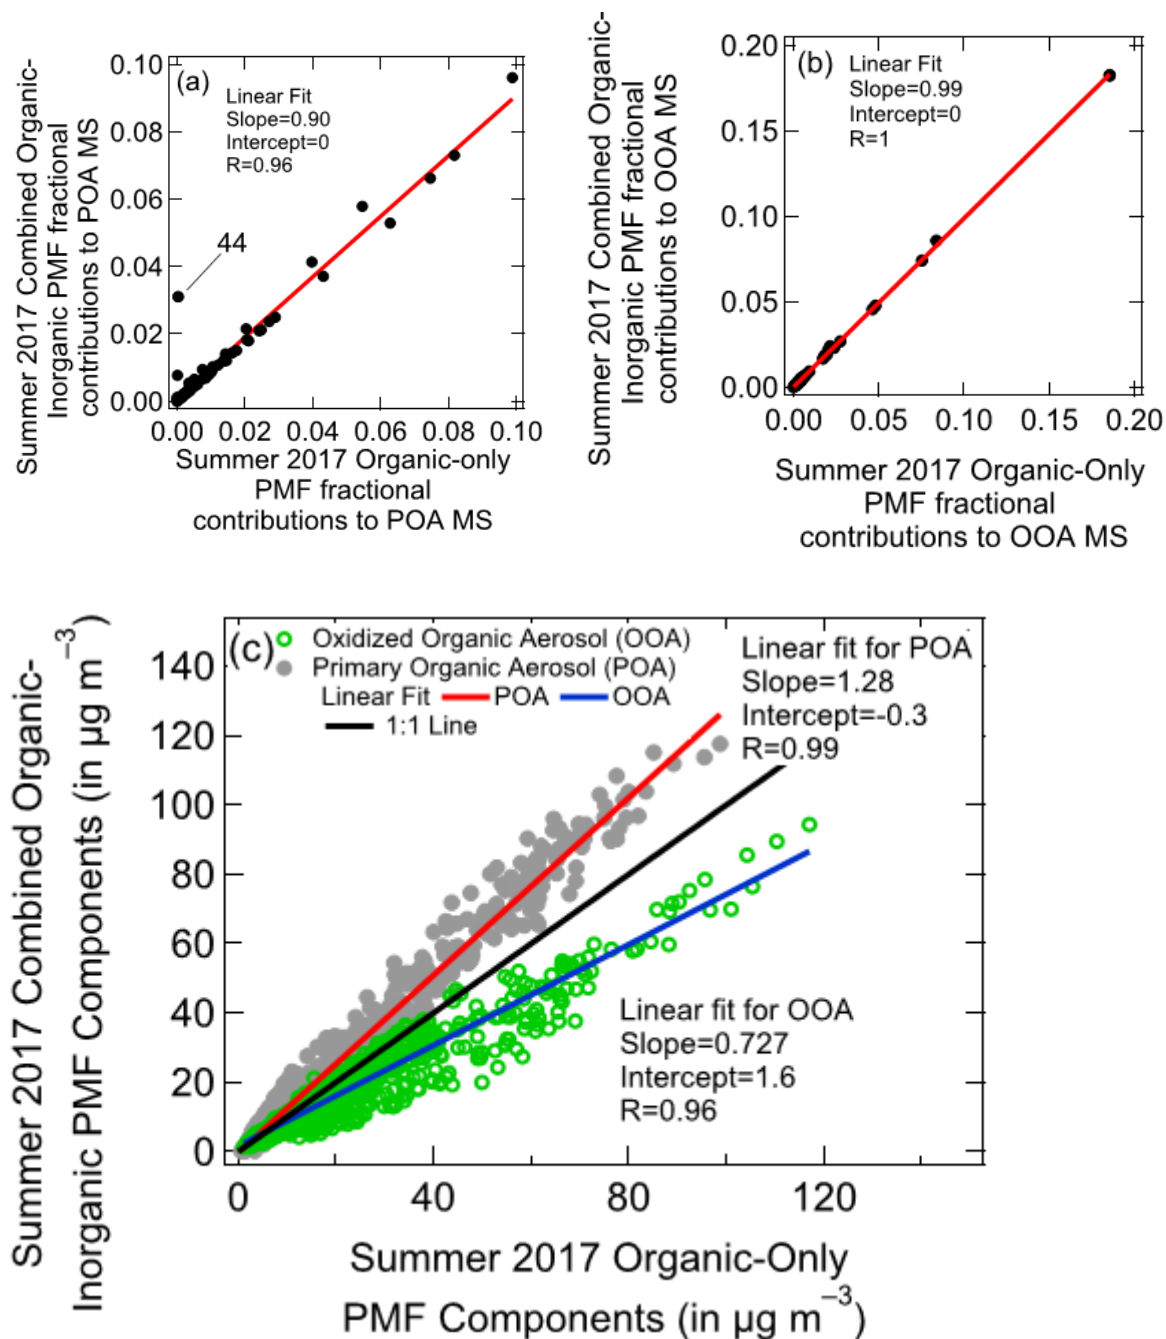 Summer 2017 Combined Organic-
Inorganic PMF fractional
contributions to POA MS
0.10
0.08
0.06
0.04
0.02
0.00
(a)
Linear Fit
Slope=0.90
Intercept=0
R=0.96
44
0.00 0.02 0.04 0.06 0.08 0.10
Summer 2017 Organic-only
PMF fractional
contributions to POA MS
Summer 2017 Combined Organic-
Inorganic PMF fractional
contributions to OOA MS
0.20
0.15
0.10
0.05
0.00
(b)
Linear Fit
Slope=0.99
Intercept=0
R=1
0.00 0.05 0.10 0.15 0.20
Summer 2017 Organic-Only
PMF fractional
contributions to OOA MS
Summer 2017 Combined Organic-
Inorganic PMF Components (in µg m⁻³)
140
120
100
80
60
40
20
0
(c)
Oxidized Organic Aerosol (OOA)
Primary Organic Aerosol (POA)
Linear Fit POA OOA
1:1 Line
Linear fit for POA
Slope=1.28
Intercept=-0.3
R=0.99
Linear fit for OOA
Slope=0.727
Intercept=1.6
R=0.96
0 40 80 120
Summer 2017 Organic-Only
PMF Components (in µg m⁻³)